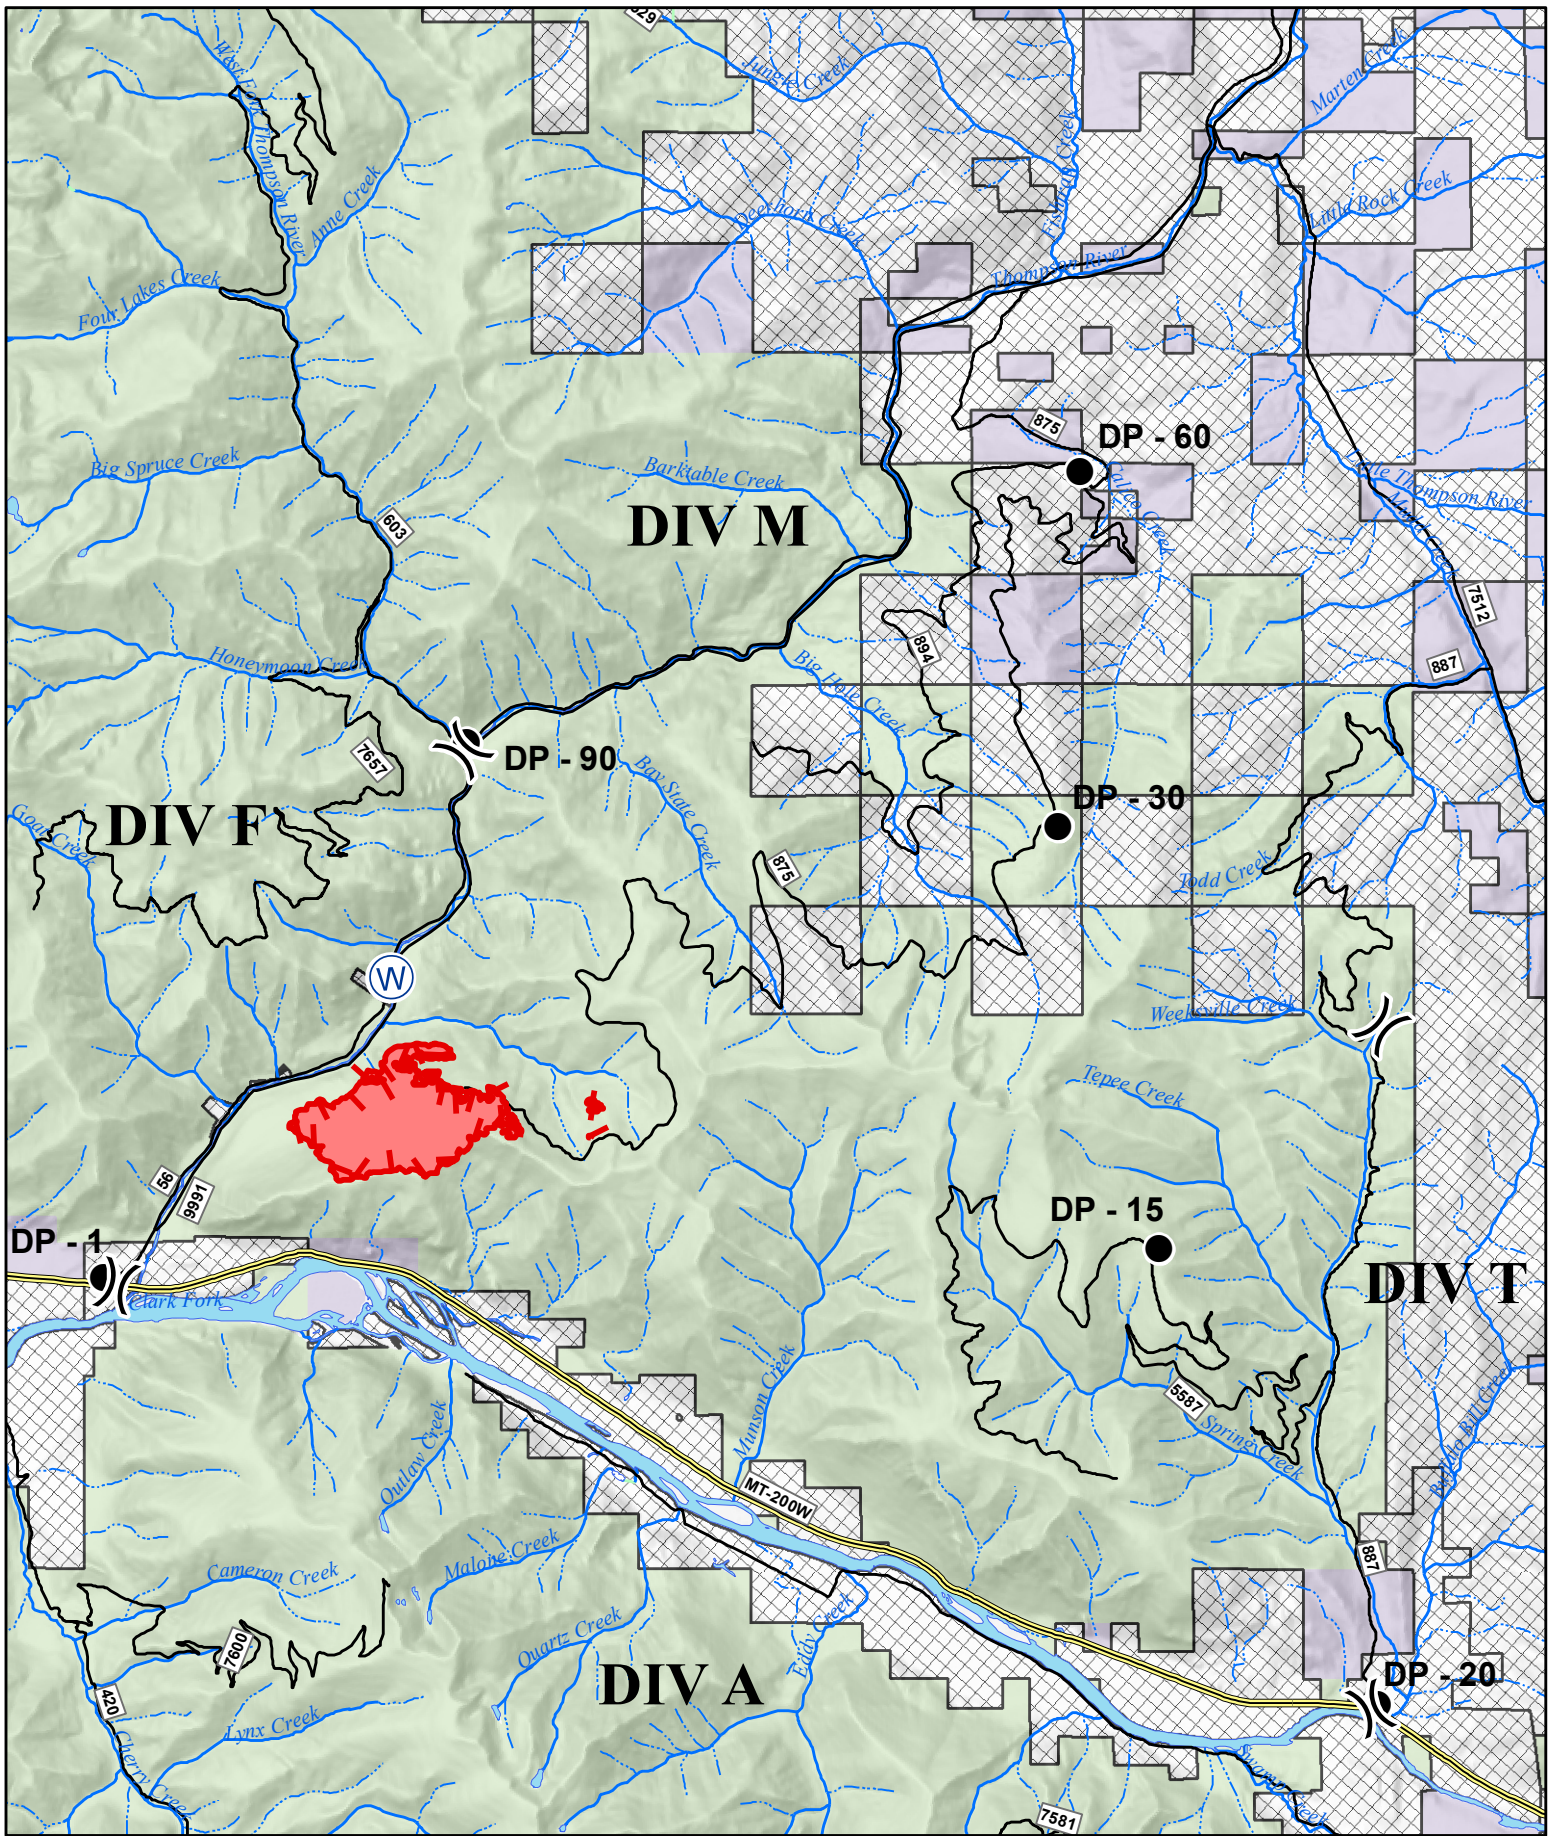 West Fork Thompson River
Jungle Creek
Fishtrap Creek
Marten Creek
Anne Creek
Deerhorn Creek
Little Rock Creek
Four Lakes Creek
Thompson River
875
DP - 60
Big Spruce Creek
Barktable Creek
Little Thompson River
603
DIV M
7512
Honeymoon Creek
894
887
Big Hole Creek
7657
DP - 90
Bay State Creek
DP - 30
Goat Creek
DIV F
875
Todd Creek
W
Weeksville Creek
Tepee Creek
56
9991
DP - 15
DP - 1
DIV T
Clark Fork
Munson Creek
5587
Spring Creek
Outlaw Creek
MT-200W
Malone Creek
Cameron Creek
887
Quartz Creek
Eddy Creek
7600
DIV A
DP - 20
420
Lynx Creek
Cherry Creek
Swamp Creek
7581